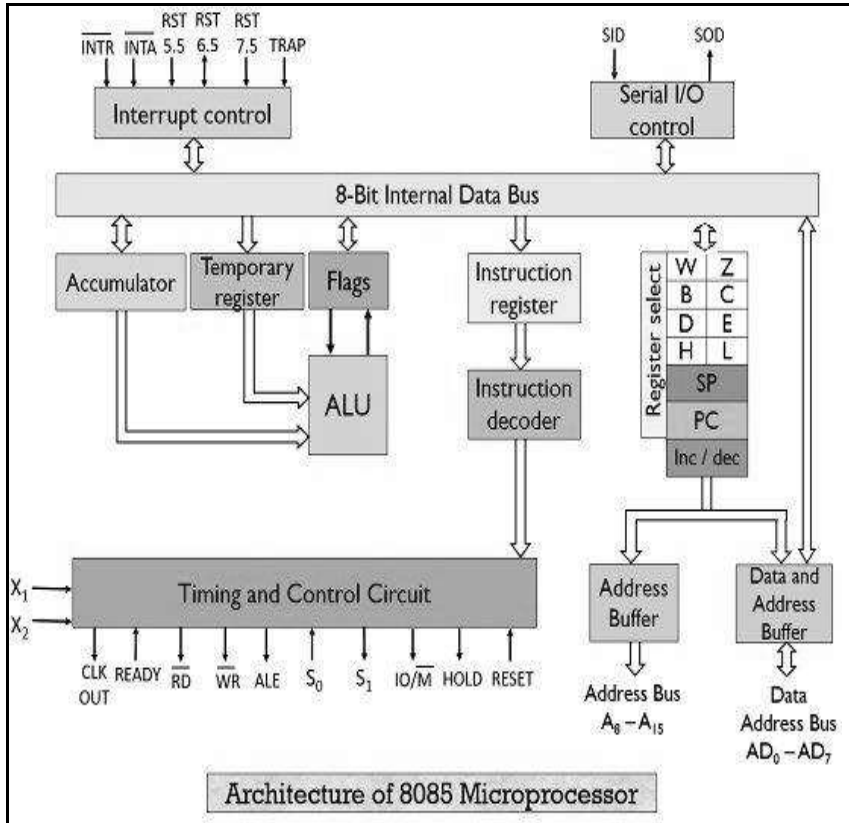 RST RST RST
INTR INTA 5.5 6.5 7.5 TRAP
Interrupt control
SID SOD
Serial I/O
control
8-Bit Internal Data Bus
Accumulator
Temporary
register
Flags
ALU
Instruction
register
Instruction
decoder
Register select
W Z
B C
D E
H L
SP
PC
Inc / dec
X₁
X₂
Timing and Control Circuit
CLK
OUT
READY
R̅D̅
W̅R̅
ALE
S₀
S₁
IO/M̅
HOLD
RESET
Address
Buffer
Data and
Address
Buffer
Address Bus
A₈ – A₁₅
Data
Address Bus
AD₀ – AD₇
Architecture of 8085 Microprocessor